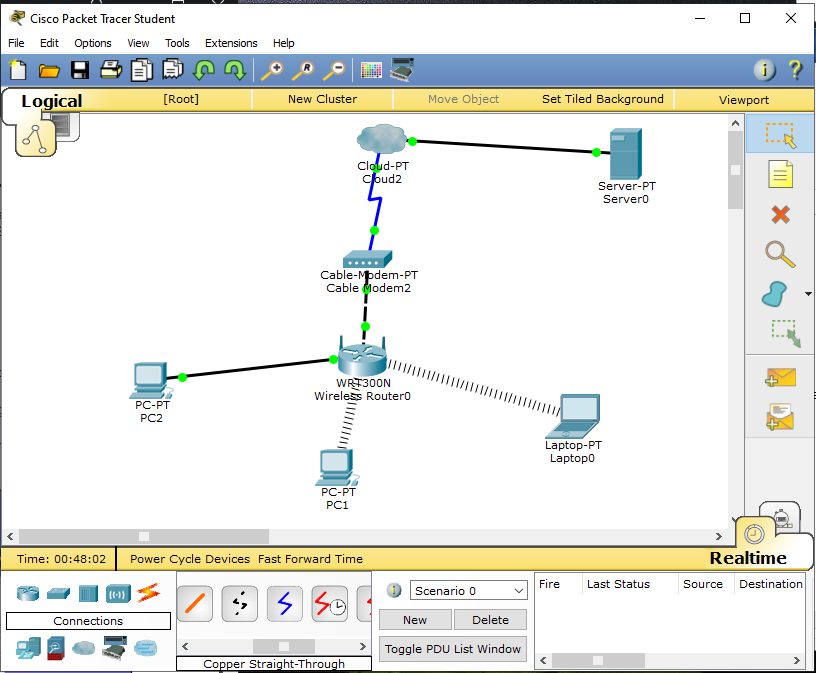 Cisco Packet Tracer Student
File Edit Options View Tools Extensions Help
Logical [Root] New Cluster Move Object Set Tiled Background Viewport
Cloud-PT
Cloud2
Server-PT
Server0
Cable-Modem-PT
Cable Modem2
WRT300N
Wireless Router0
PC-PT
PC2
Laptop-PT
Laptop0
PC-PT
PC1
Time: 00:48:02 Power Cycle Devices Fast Forward Time Realtime
Connections
Copper Straight-Through
Scenario 0
New Delete
Toggle PDU List Window
Fire Last Status Source Destination